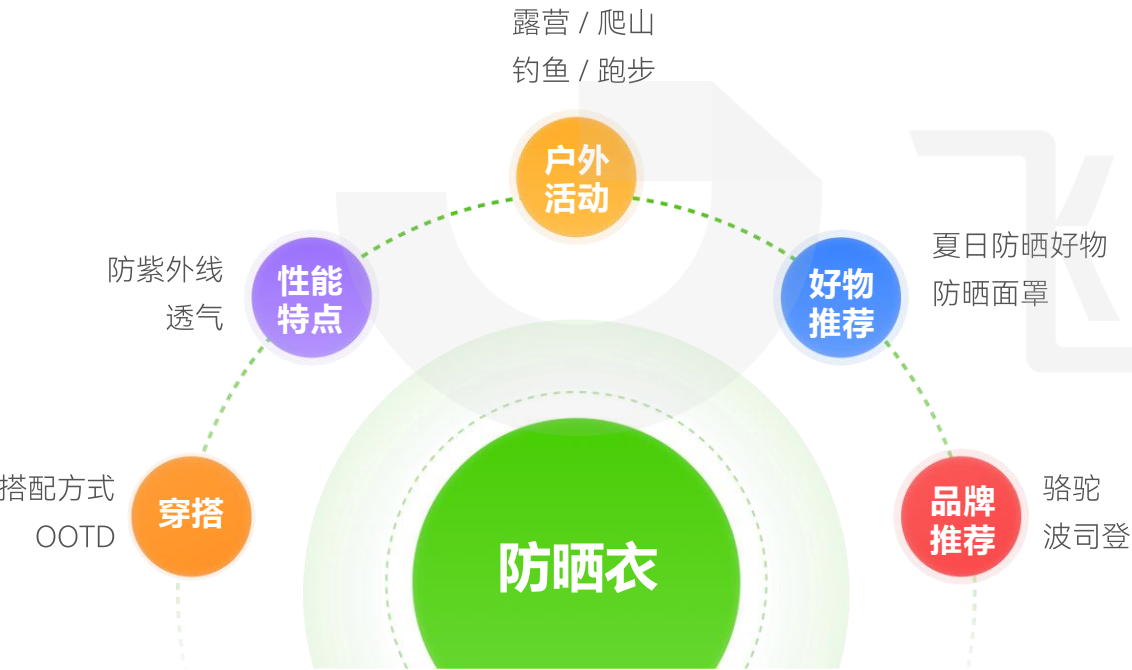 露营 / 爬山
钓鱼 / 跑步
户外
活动
防紫外线
透气
性能
特点
好物
推荐
夏日防晒好物
防晒面罩
搭配方式
OOTD
穿搭
防晒衣
品牌
推荐
骆驼
波司登